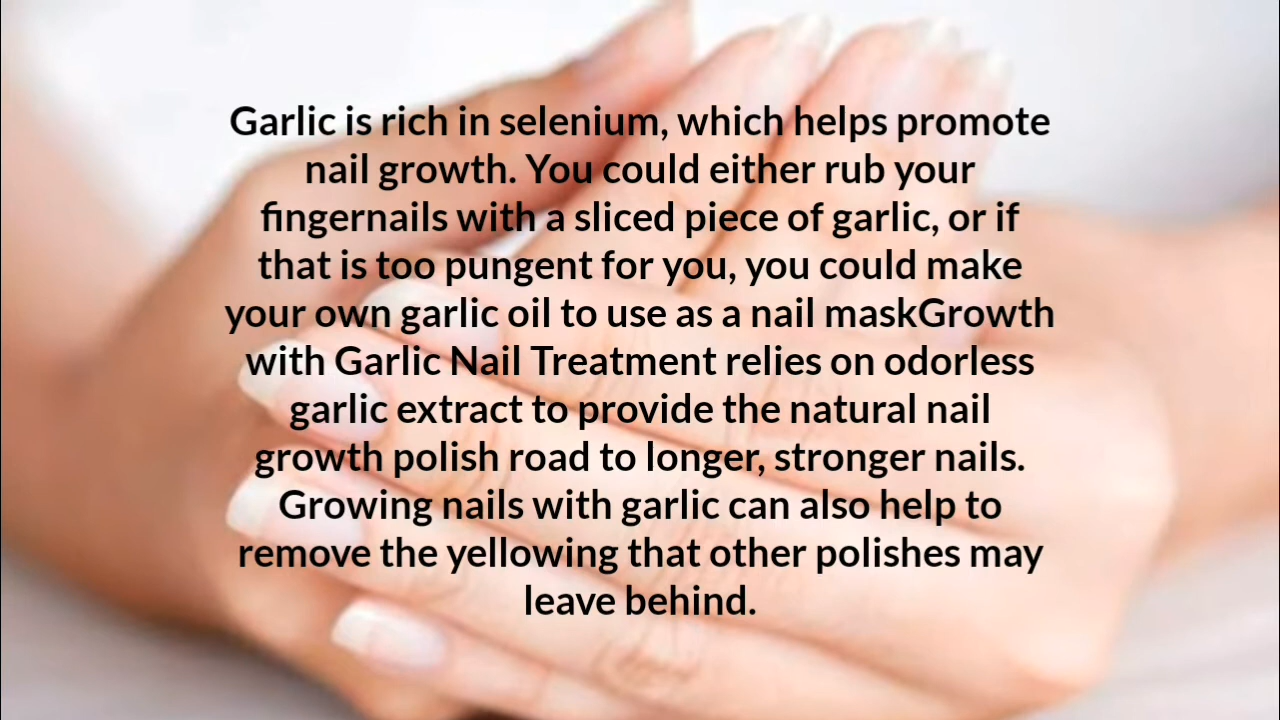 Garlic is rich in selenium, which helps promote
nail growth. You could either rub your
fingernails with a sliced piece of garlic, or if
that is too pungent for you, you could make
your own garlic oil to use as a nail maskGrowth
with Garlic Nail Treatment relies on odorless
garlic extract to provide the natural nail
growth polish road to longer, stronger nails.
Growing nails with garlic can also help to
remove the yellowing that other polishes may
leave behind.